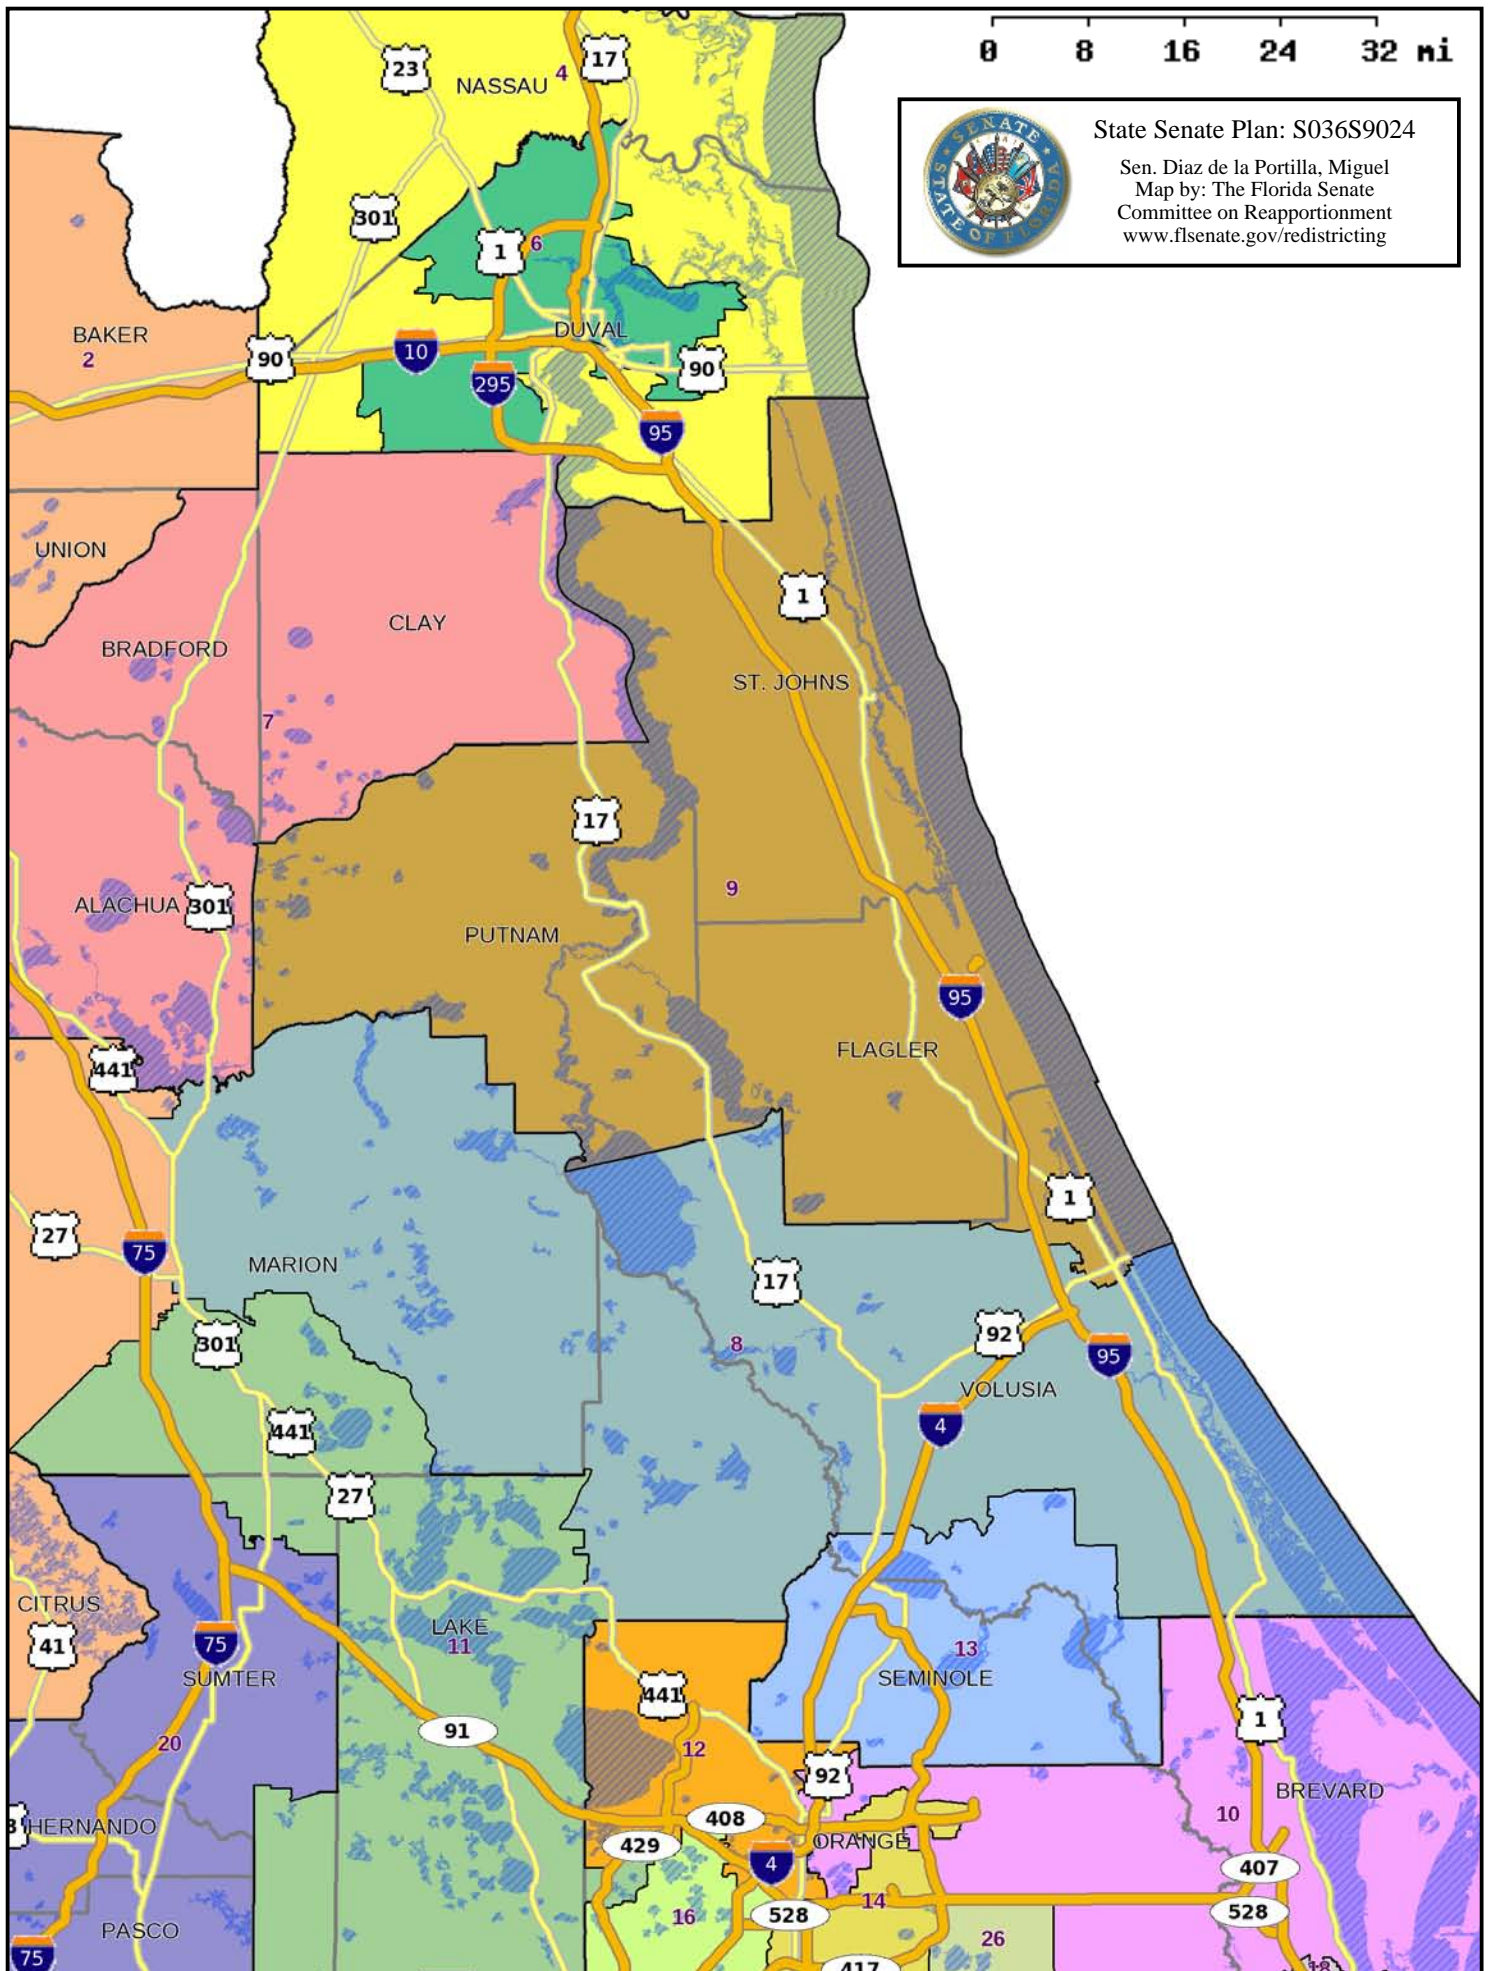 0 8 16 24 32 mi
SENATE
STATE OF FLORIDA
State Senate Plan: S036S9024
Sen. Diaz de la Portilla, Miguel
Map by: The Florida Senate
Committee on Reapportionment
www.flsenate.gov/redistricting
23
NASSAU
4
17
301
1
6
BAKER
2
90
10
DUVAL
295
90
95
UNION
1
CLAY
BRADFORD
ST. JOHNS
7
17
9
ALACHUA
301
PUTNAM
95
FLAGLER
441
1
27
75
MARION
17
301
8
92
95
VOLUSIA
441
4
27
CITRUS
41
LAKE
11
75
13
SUMTER
SEMINOLE
441
91
1
20
12
92
BREVARD
HERNANDO
408
10
429
ORANGE
4
407
14
16
528
528
PASCO
26
75
417
18